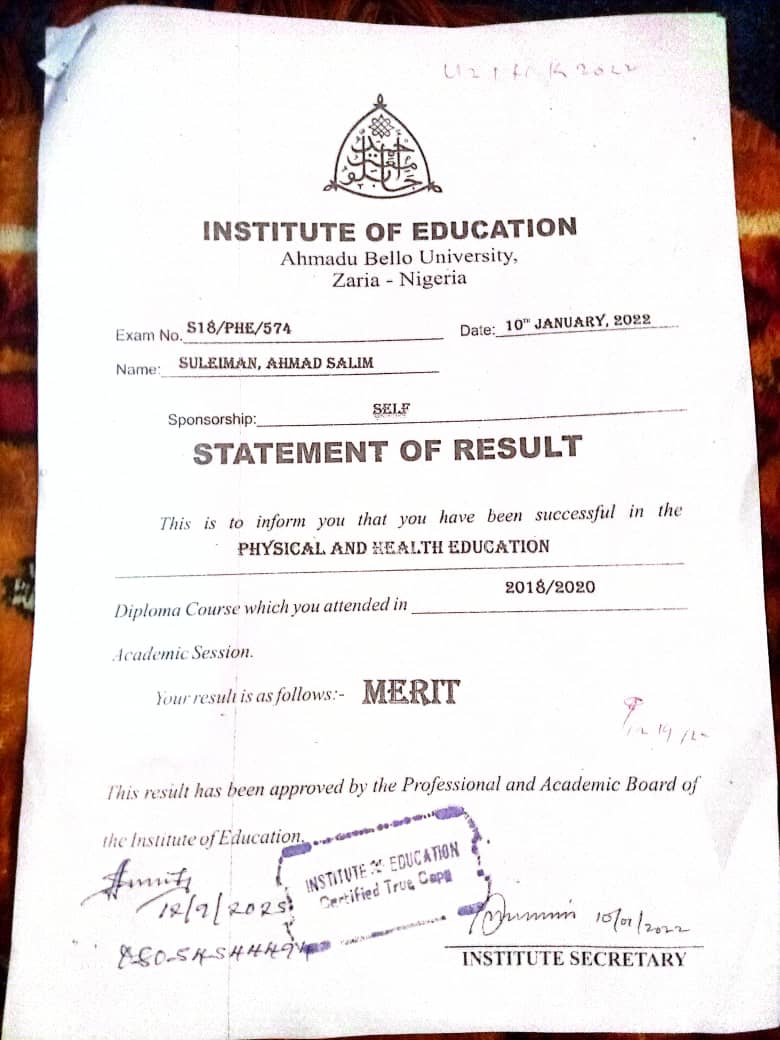 INSTITUTE OF EDUCATION
Ahmadu Bello University,
Zaria - Nigeria
Exam No. S18/PHE/574 Date: 10TH JANUARY, 2022
Name: SULEIMAN, AHMAD SALIM
Sponsorship: SELF
STATEMENT OF RESULT
This is to inform you that you have been successful in the
PHYSICAL AND HEALTH EDUCATION
Diploma Course which you attended in 2018/2020
Academic Session.
Your result is as follows:- MERIT
This result has been approved by the Professional and Academic Board of
the Institute of Education.
INSTITUTE OF EDUCATION
Certified True Copy
12/9/2025
10/01/2022
INSTITUTE SECRETARY